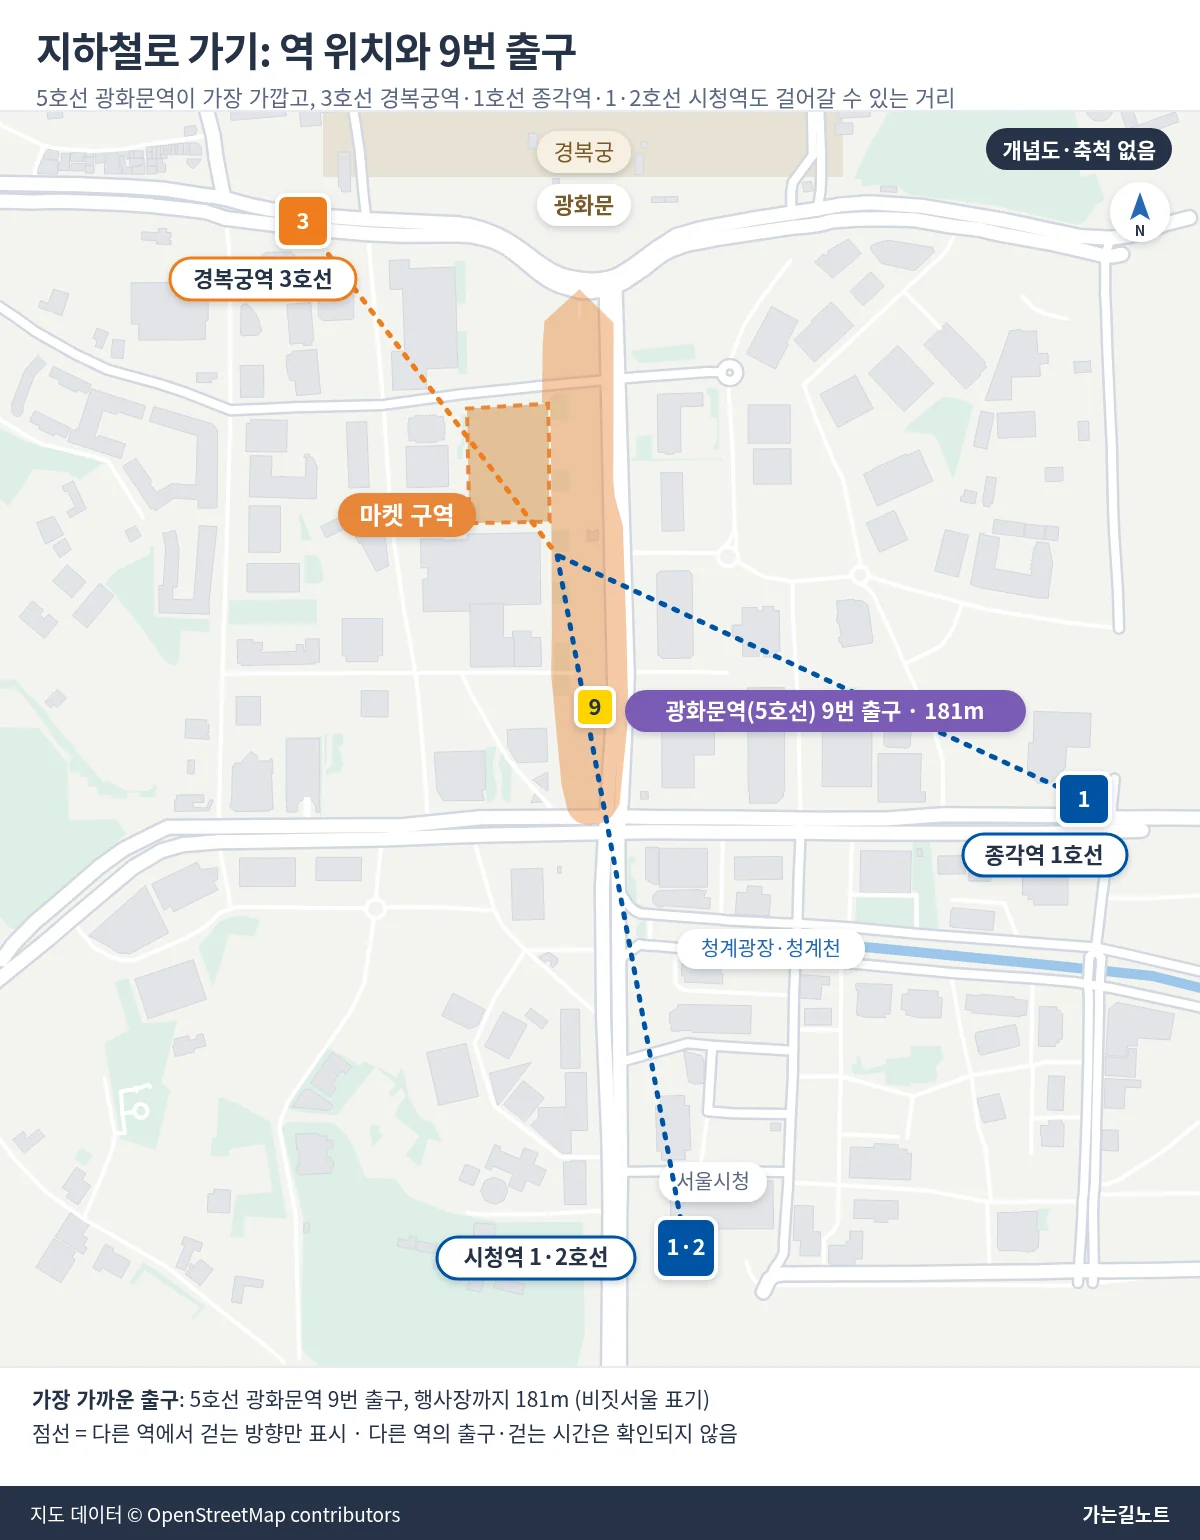 지하철로 가기: 역 위치와 9번 출구
5호선 광화문역이 가장 가깝고, 3호선 경복궁역·1호선 종각역·1·2호선 시청역도 걸어갈 수 있는 거리
경복궁
개념도·축척 없음
광화문
N
3
경복궁역 3호선
마켓 구역
9
광화문역(5호선) 9번 출구 · 181m
1
종각역 1호선
청계광장·청계천
서울시청
1·2
시청역 1·2호선
가장 가까운 출구: 5호선 광화문역 9번 출구, 행사장까지 181m (비짓서울 표기)
점선 = 다른 역에서 걷는 방향만 표시 · 다른 역의 출구·걷는 시간은 확인되지 않음
지도 데이터 © OpenStreetMap contributors
가는길노트